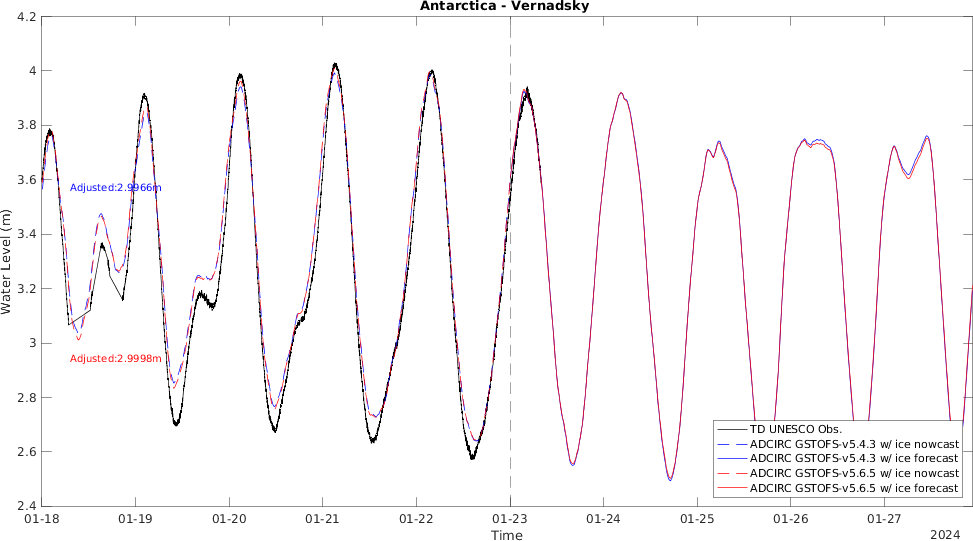 Antarctica - Vernadsky
4.2
4
3.8
3.6
3.4
3.2
3
2.8
2.6
2.4
Water Level (m)
Adjusted:2.9966m
Adjusted:2.9998m
TD UNESCO Obs.
ADCIRC GSTOFS-v5.4.3 w/ ice nowcast
ADCIRC GSTOFS-v5.4.3 w/ ice forecast
ADCIRC GSTOFS-v5.6.5 w/ ice nowcast
ADCIRC GSTOFS-v5.6.5 w/ ice forecast
01-18 01-19 01-20 01-21 01-22 01-23 01-24 01-25 01-26 01-27
Time
2024